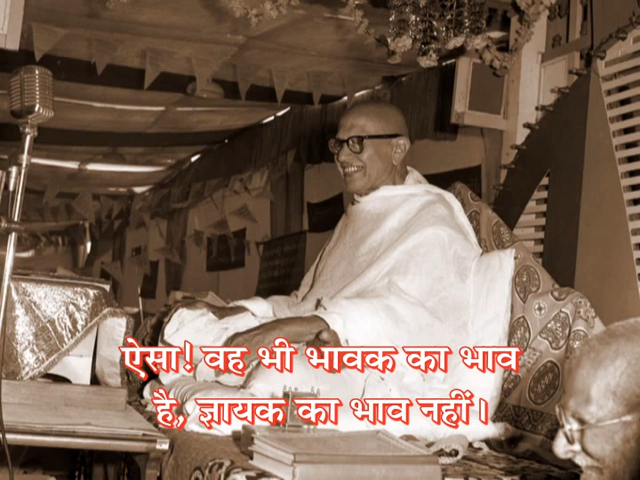 ऐसा! वह भी भावक का भाव
है, ज्ञायक का भाव नहीं।